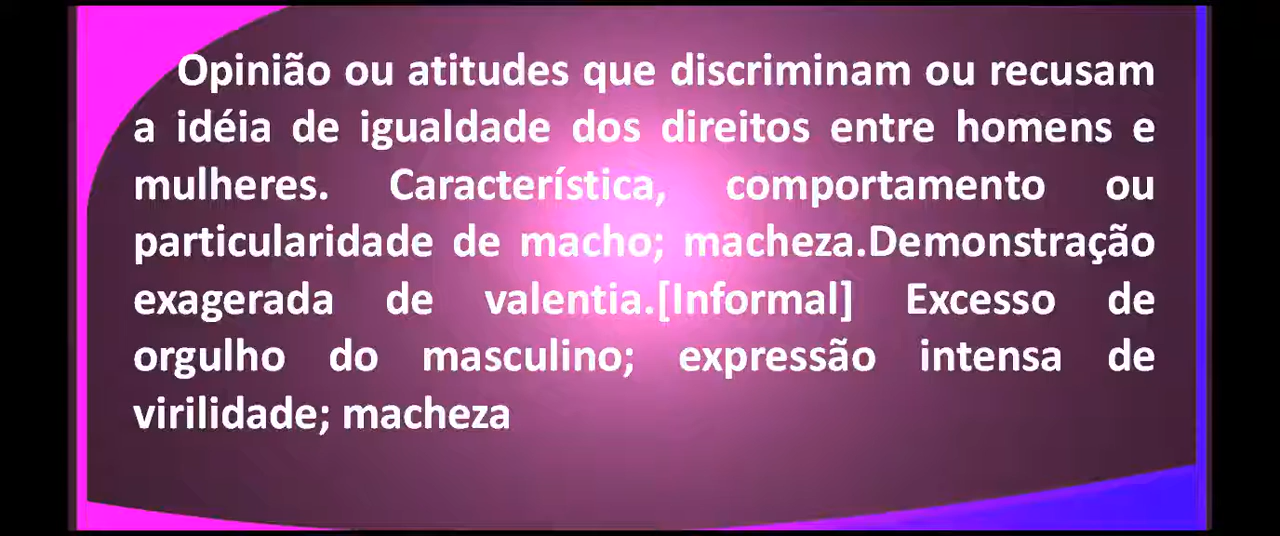 Opinião ou atitudes que discriminam ou recusam
a idéia de igualdade dos direitos entre homens e
mulheres. Característica, comportamento ou
particularidade de macho; macheza.Demonstração
exagerada de valentia.[Informal] Excesso de
orgulho do masculino; expressão intensa de
virilidade; macheza